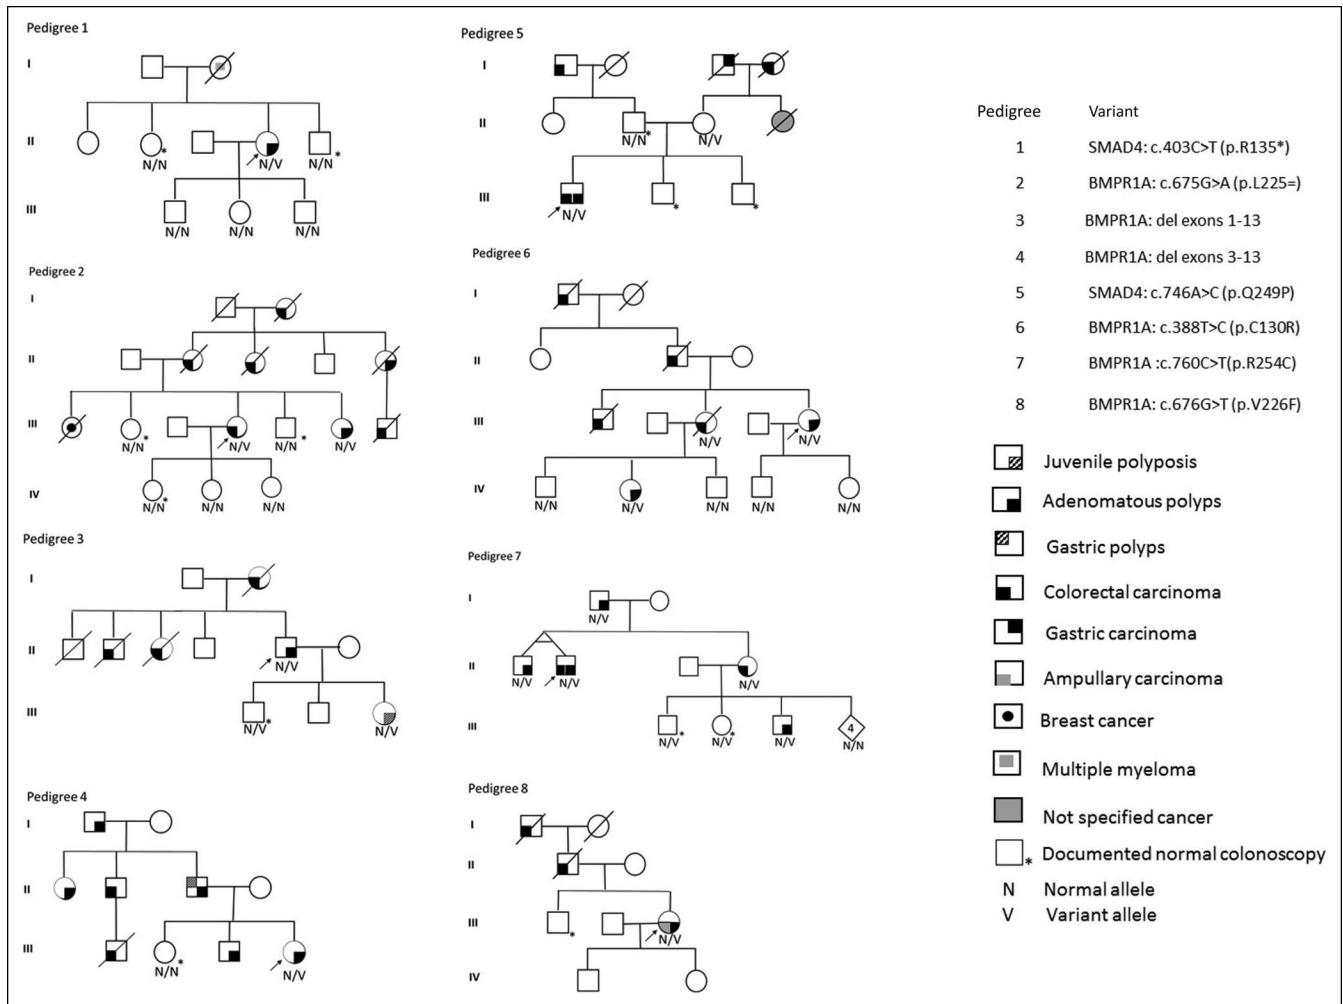 Pedigree 1
I
II
*
N/N
N/V
*
N/N
III
N/N
N/N
N/N
Pedigree 2
I
II
III
*
N/N
N/V
*
N/N
N/V
IV
*
N/N
N/N
N/N
Pedigree 3
I
II
N/V
III
*
N/V
N/V
Pedigree 4
I
II
III
*
N/N
N/V
Pedigree 5
I
II
*
N/N
N/V
III
N/V
*
*
Pedigree 6
I
II
III
N/V
N/V
IV
N/N
N/V
N/N
N/N
N/N
Pedigree 7
I
N/V
II
N/V
N/V
N/V
III
4
N/V *
N/V *
N/V
N/N
Pedigree 8
I
II
III
*
N/V
IV
Pedigree Variant
1 SMAD4: c.403C>T (p.R135*)
2 BMPR1A: c.675G>A (p.L225=)
3 BMPR1A: del exons 1-13
4 BMPR1A: del exons 3-13
5 SMAD4: c.746A>C (p.Q249P)
6 BMPR1A: c.388T>C (p.C130R)
7 BMPR1A :c.760C>T(p.R254C)
8 BMPR1A: c.676G>T (p.V226F)
Juvenile polyposis
Adenomatous polyps
Gastric polyps
Colorectal carcinoma
Gastric carcinoma
Ampullary carcinoma
Breast cancer
Multiple myeloma
Not specified cancer
* Documented normal colonoscopy
N Normal allele
V Variant allele